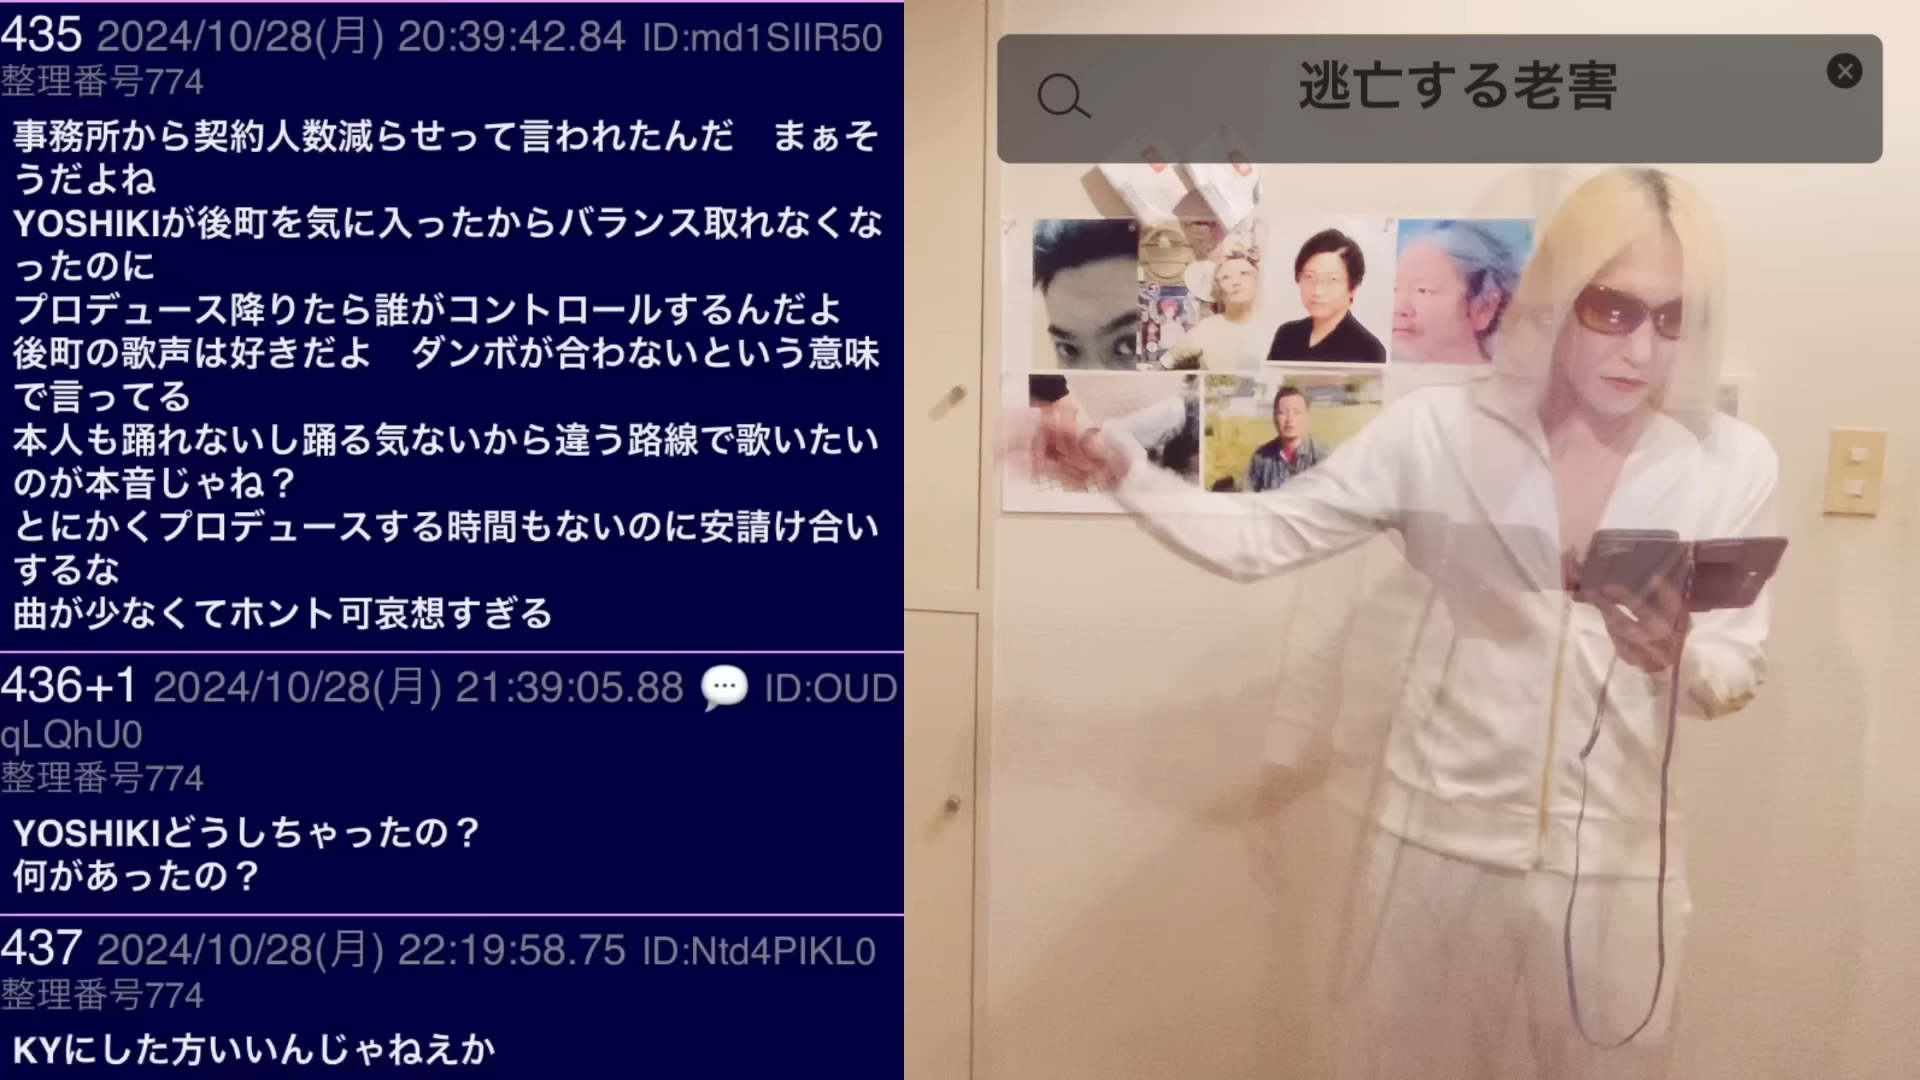 435 2024/10/28(月) 20:39:42.84 ID:md1SIIR50
整理番号774
事務所から契約人数減らせって言われたんだ　まぁそ
うだよね
YOSHIKIが後町を気に入ったからバランス取れなくな
ったのに
プロデュース降りたら誰がコントロールするんだよ
後町の歌声は好きだよ　ダンボが合わないという意味
で言ってる
本人も踊れないし踊る気ないから違う路線で歌いたい
のが本音じゃね？
とにかくプロデュースする時間もないのに安請け合い
するな
曲が少なくてホント可哀想すぎる
436+1 2024/10/28(月) 21:39:05.88 💬 ID:OUD
qLQhU0
整理番号774
YOSHIKIどうしちゃったの？
何があったの？
437 2024/10/28(月) 22:19:58.75 ID:Ntd4PIKL0
整理番号774
KYにした方いいんじゃねえか
逃亡する老害